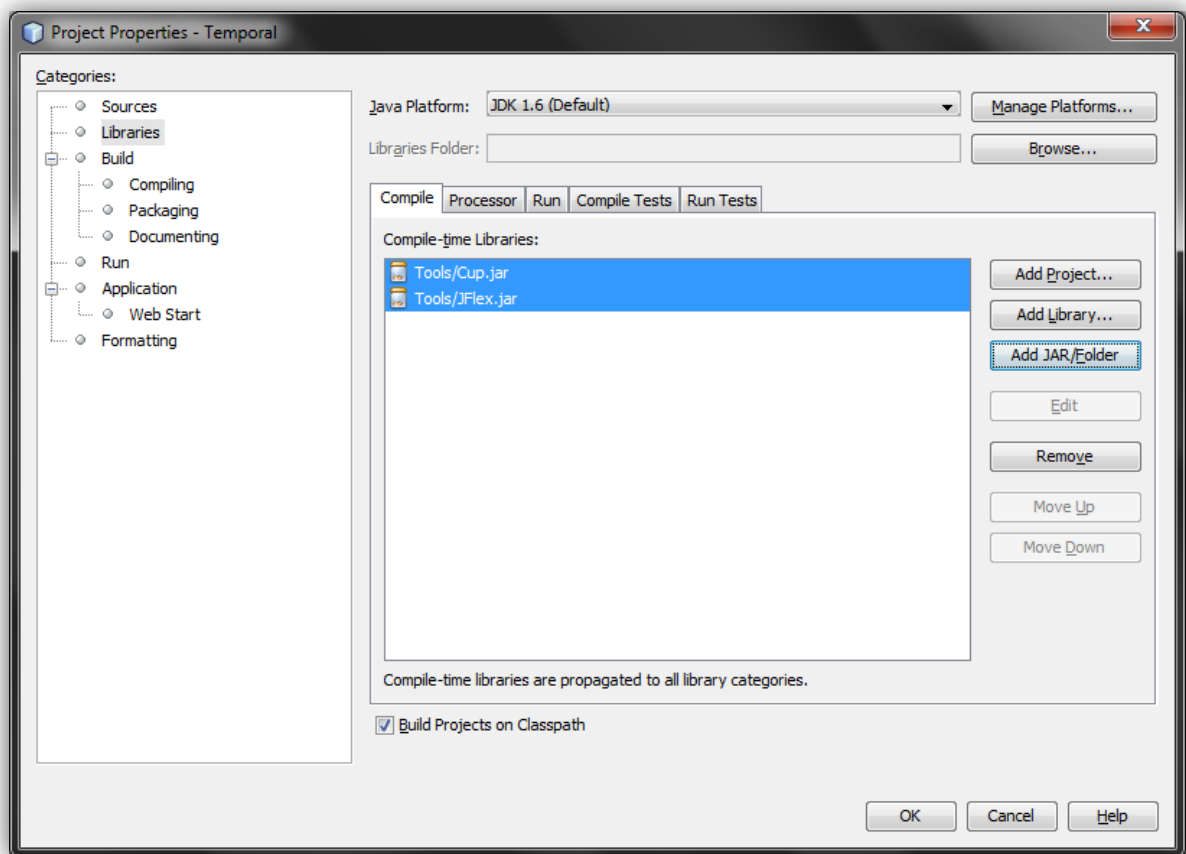 Project Properties - Temporal
X
Categories:
Sources
Libraries
Build
Compiling
Packaging
Documenting
Run
Application
Web Start
Formatting
Java Platform: JDK 1.6 (Default) Manage Platforms...
Libraries Folder: Browse...
Compile Processor Run Compile Tests Run Tests
Compile-time Libraries:
Tools/Cup.jar
Tools/JFlex.jar
Add Project...
Add Library...
Add JAR/Folder
Edit
Remove
Move Up
Move Down
Compile-time libraries are propagated to all library categories.
Build Projects on Classpath
OK Cancel Help